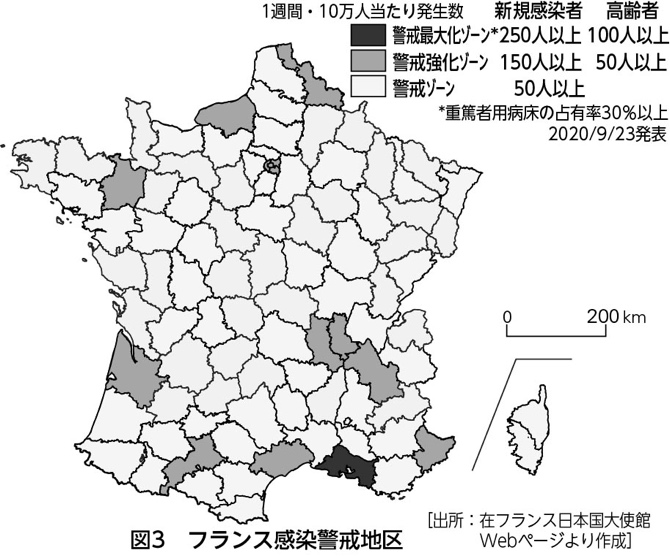 1週間・10万人当たり発生数 新規感染者 高齢者
警戒最大化ゾーン*250人以上 100人以上
警戒強化ゾーン 150人以上 50人以上
警戒ゾーン 50人以上
*重篤者用病床の占有率30％以上
2020/9/23発表
0 200 km
［出所：在フランス日本国大使館
Webページより作成］
図3 フランス感染警戒地区